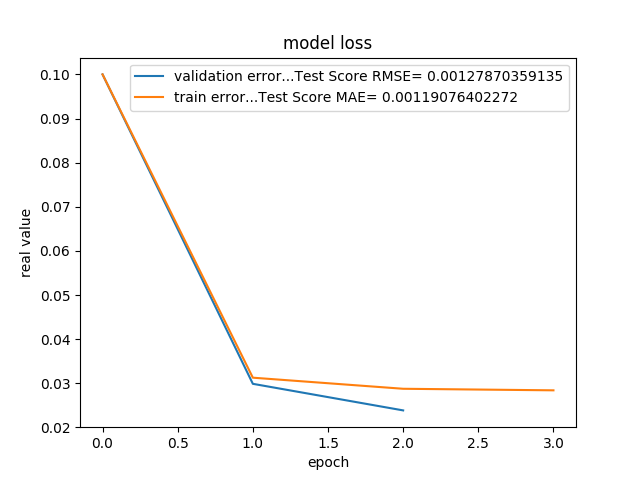 model loss
validation error...Test Score RMSE= 0.00127870359135
train error...Test Score MAE= 0.00119076402272
0.10
0.09
0.08
0.07
0.06
0.05
0.04
0.03
0.02
real value
0.0 0.5 1.0 1.5 2.0 2.5 3.0
epoch